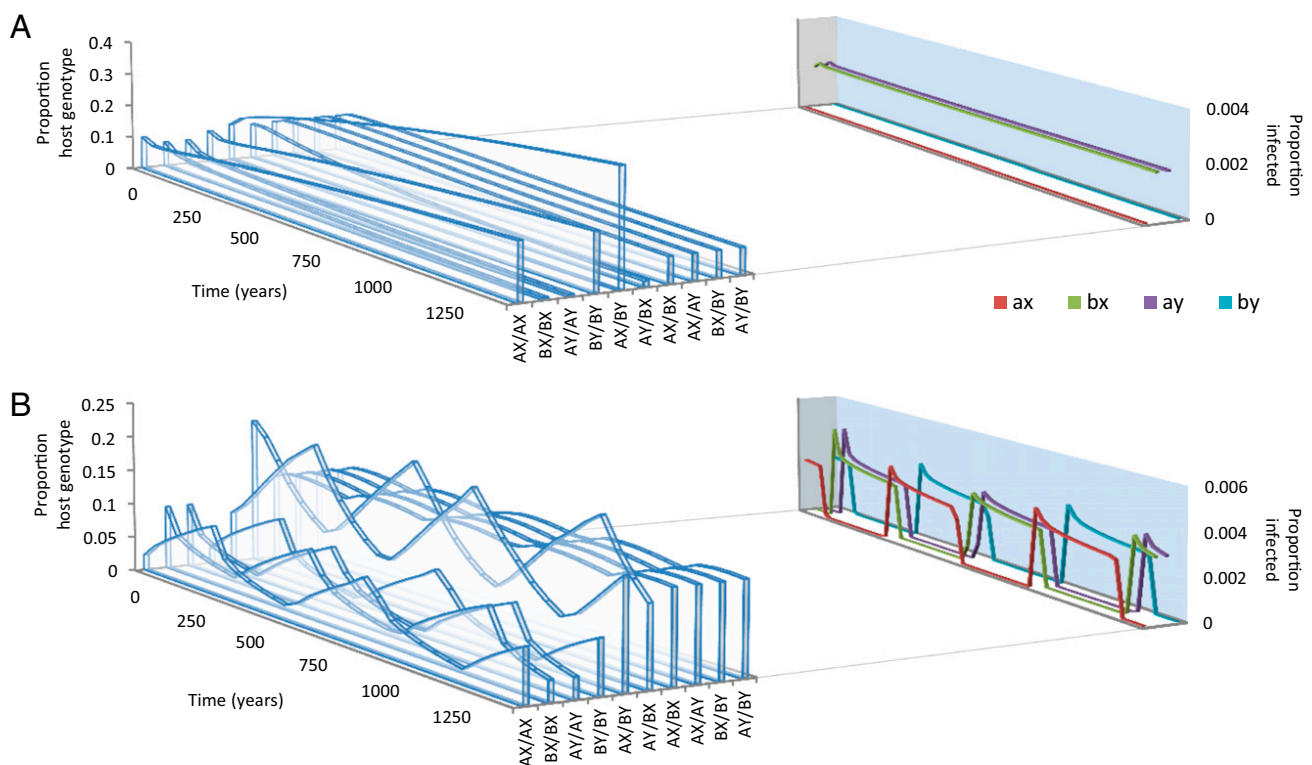 A
Proportion
host genotype
0.4
0.3
0.2
0.1
0
0
250
500
750
1000
1250
Time (years)
AX/AX
BX/BX
AY/AY
BY/BY
AX/BY
AY/BX
AX/BX
AX/AY
BX/BY
AY/BY
0.004
0.002
0
Proportion
infected
ax bx ay by
B
Proportion
host genotype
0.25
0.2
0.15
0.1
0.05
0
0
250
500
750
1000
1250
Time (years)
AX/AX
BX/BX
AY/AY
BY/BY
AX/BY
AY/BX
AX/BX
AX/AY
BX/BY
AY/BY
0.006
0.004
0.002
0
Proportion
infected